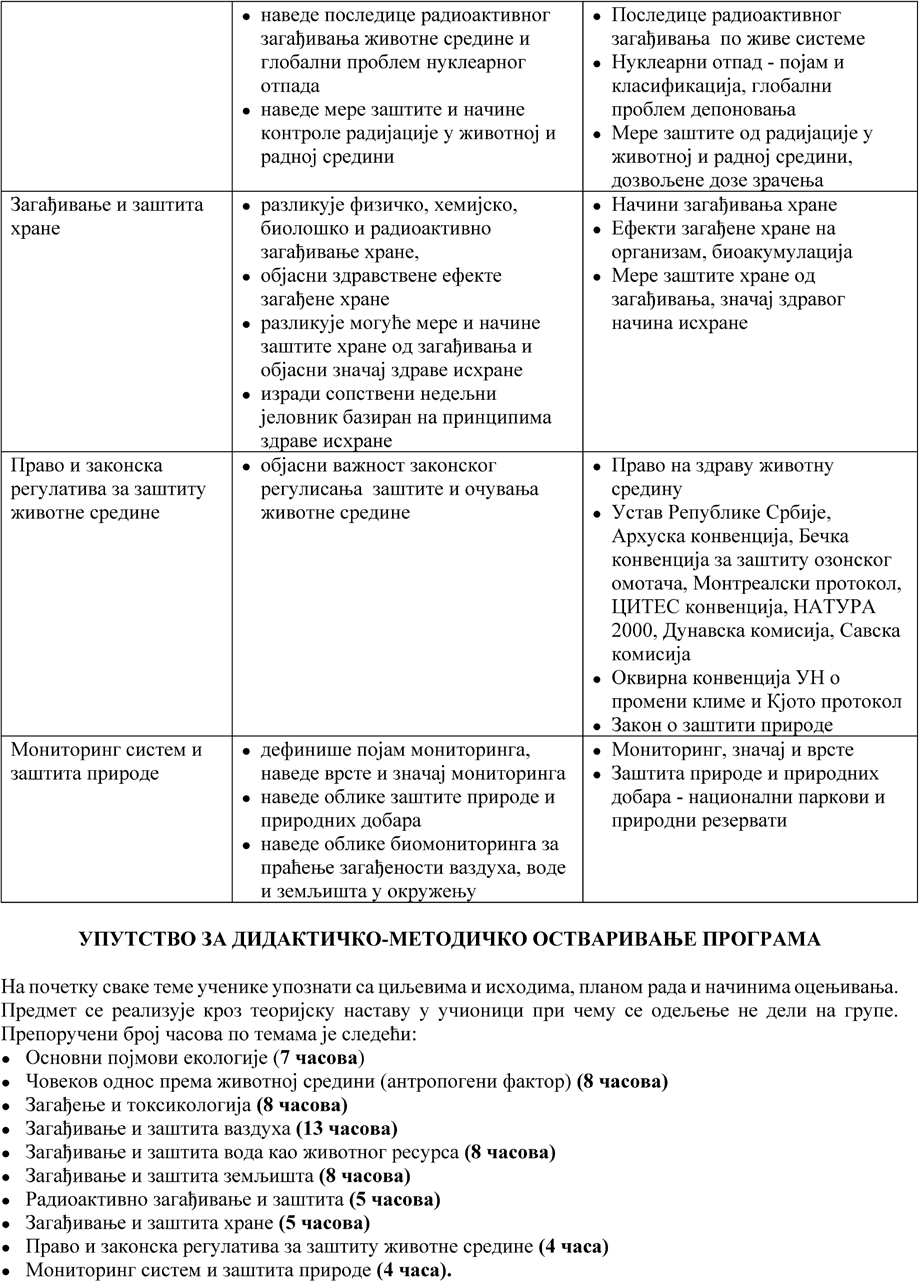 • наведе последице радиоактивног
загађивања животне средине и
глобални проблем нуклеарног
отпада
• наведе мере заштите и начине
контроле радијације у животној и
радној средини
• Последице радиоактивног
загађивања по живе системе
• Нуклеарни отпад - појам и
класификација, глобални
проблем депоновања
• Мере заштите од радијације у
животној и радној средини,
дозвољене дозе зрачења
Загађивање и заштита
хране
• разликује физичко, хемијско,
биолошко и радиоактивно
загађивање хране,
• објасни здравствене ефекте
загађене хране
• разликује могуће мере и начине
заштите хране од загађивања и
објасни значај здраве исхране
• изради сопствени недељни
јеловник базиран на принципима
здраве исхране
• Начини загађивања хране
• Ефекти загађене хране на
организам, биоакумулација
• Мере заштите хране од
загађивања, значај здравог
начина исхране
Право и законска
регулатива за заштиту
животне средине
• објасни важност законског
регулисања заштите и очувања
животне средине
• Право на здраву животну
средину
• Устав Републике Србије,
Архуска конвенција, Бечка
конвенција за заштиту озонског
омотача, Монтреалски протокол,
ЦИТЕС конвенција, НАТУРА
2000, Дунавска комисија, Савска
комисија
• Оквирна конвенција УН о
промени климе и Кјото протокол
• Закон о заштити природе
Мониторинг систем и
заштита природе
• дефинише појам мониторинга,
наведе врсте и значај мониторинга
• наведе облике заштите природе и
природних добара
• наведе облике биомониторинга за
праћење загађености ваздуха, воде
и земљишта у окружењу
• Мониторинг, значај и врсте
• Заштита природе и природних
добара - национални паркови и
природни резервати
УПУТСТВО ЗА ДИДАКТИЧКО-МЕТОДИЧКО ОСТВАРИВАЊЕ ПРОГРАМА
На почетку сваке теме ученике упознати са циљевима и исходима, планом рада и начинима оцењивања.
Предмет се реализује кроз теоријску наставу у учионици при чему се одељење не дели на групе.
Препоручени број часова по темама је следећи:
• Основни појмови екологије (7 часова)
• Човеков однос према животној средини (антропогени фактор) (8 часова)
• Загађење и токсикологија (8 часова)
• Загађивање и заштита ваздуха (13 часова)
• Загађивање и заштита вода као животног ресурса (8 часова)
• Загађивање и заштита земљишта (8 часова)
• Радиоактивно загађивање и заштита (5 часова)
• Загађивање и заштита хране (5 часова)
• Право и законска регулатива за заштиту животне средине (4 часа)
• Мониторинг систем и заштита природе (4 часа).